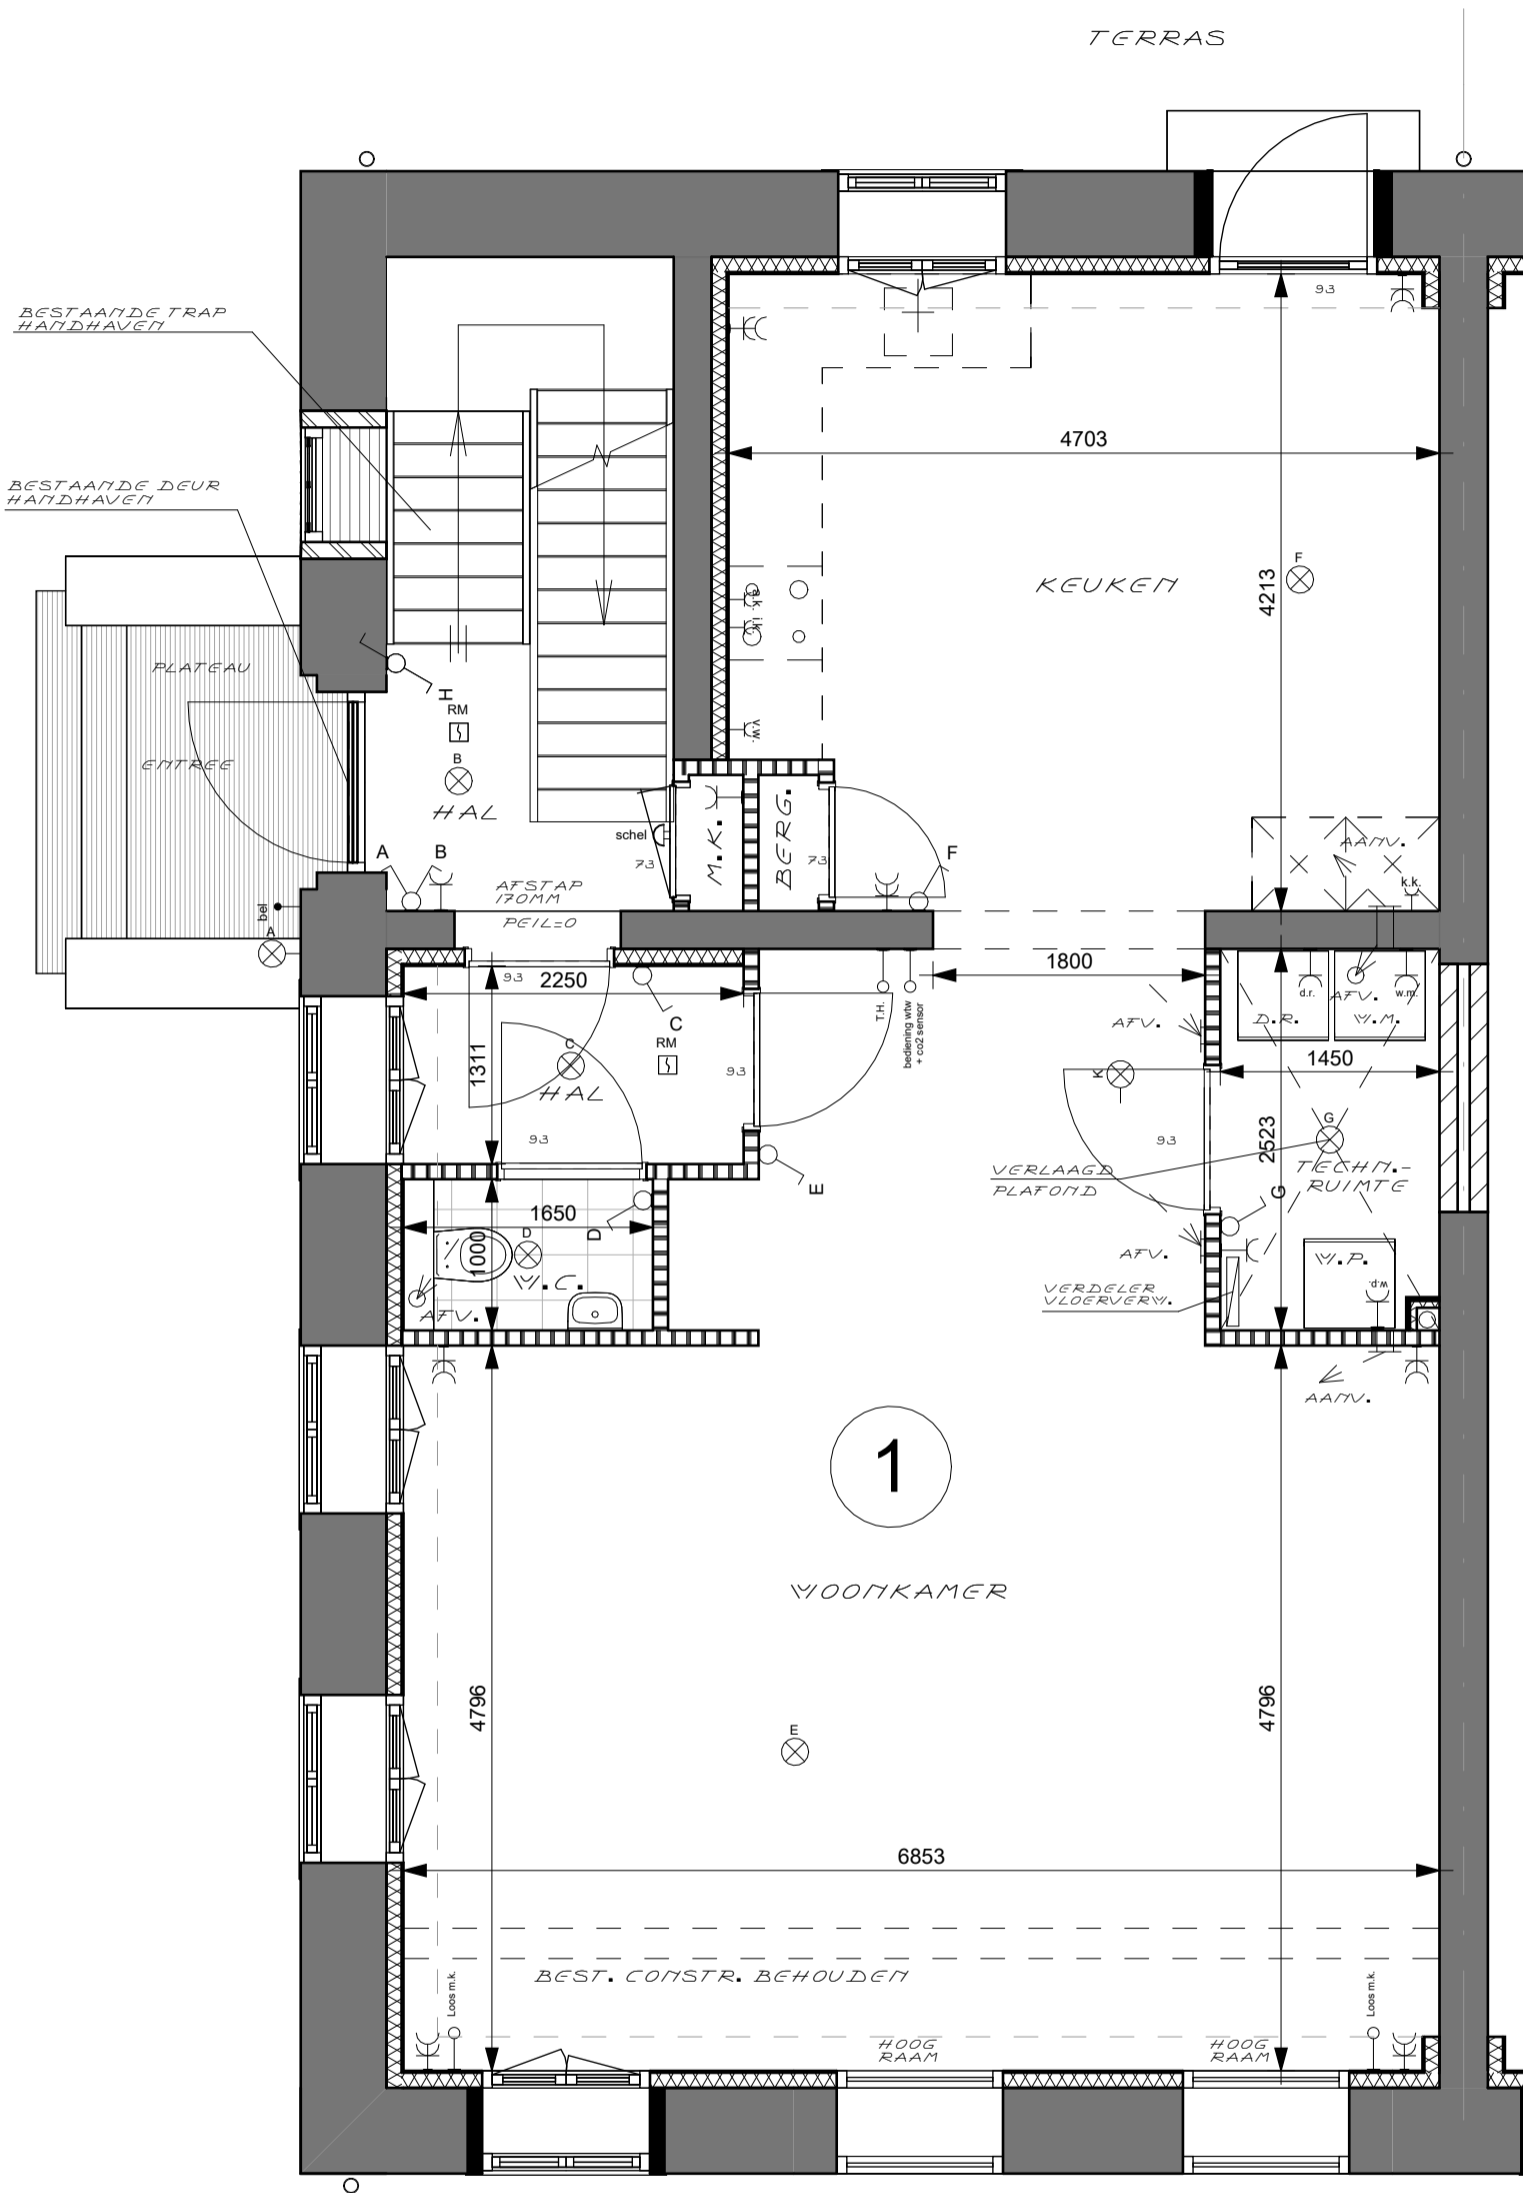 TERRAS
BESTAANDE TRAP
HANDHAVEN
93
4703
BESTAANDE DEUR
HANDHAVEN
F
KEUKEN
4213
a.k.
ik.
PLATEAU
H
RM
v.w.
B
ENTREE
HAL
schel
73
M.K.
BERG.
73
AANV.
A
B
F
k.k.
AFSTAP
170MM
PEIL=0
bel
A
93
2250
1800
C
T.H.
bediening wtw
+ co2 sensor
d.r.
AFV.
w.m.
AFV.
D.R.
W.M.
C
RM
1311
93
K
1450
HAL
93
93
G
2523
VERLAAGD
PLAFOND
TECHN.-
RUIMTE
E
G
1650
D
D
1000
W.C.
AFV.
W.P.
w.p.
VERDELER
VLOERVERW.
AFV.
AANV.
1
WOONKAMER
4796
4796
E
6853
BEST. CONSTR. BEHOUDEN
Loos m.k.
Loos m.k.
HOOG
RAAM
HOOG
RAAM